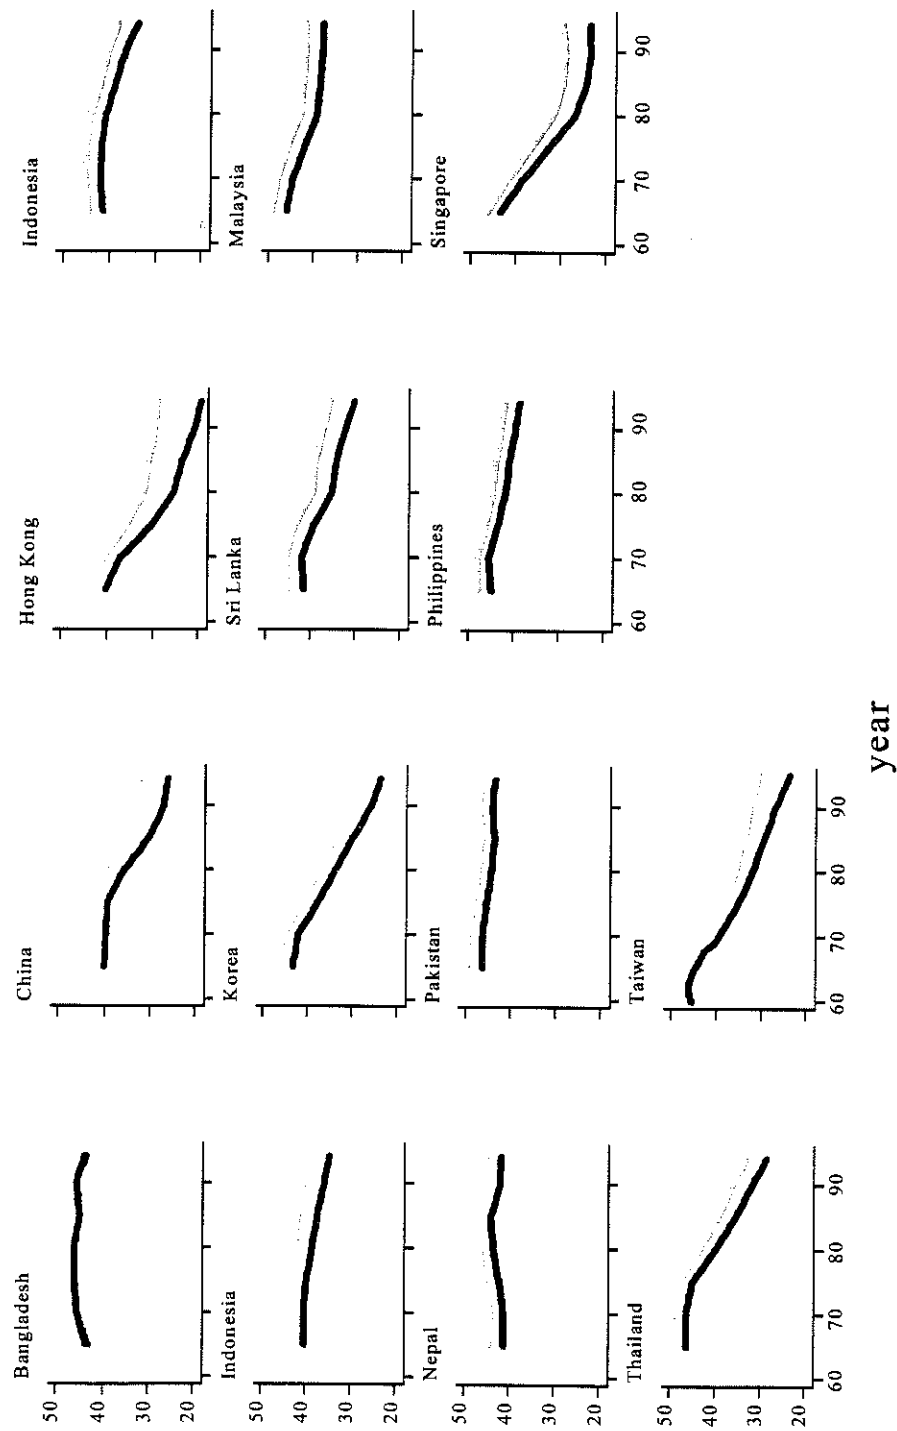 Bangladesh China Hong Kong Indonesia
50
40
30
20
Indonesia Korea Sri Lanka Malaysia
50
40
30
20
Nepal Pakistan Philippines Singapore
50
40
30
20
60 70 80 90 60 70 80 90
Thailand Taiwan
50
40
30
20
60 70 80 90 60 70 80 90
year